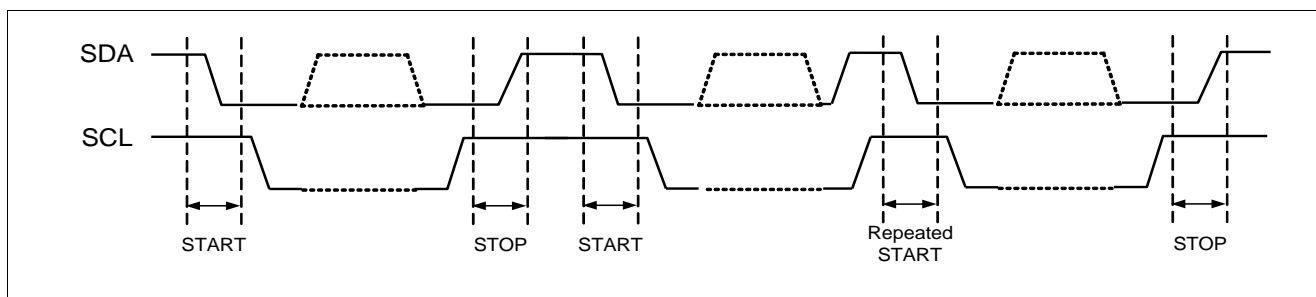 SDA
SCL
START
STOP
START
Repeated
START
STOP